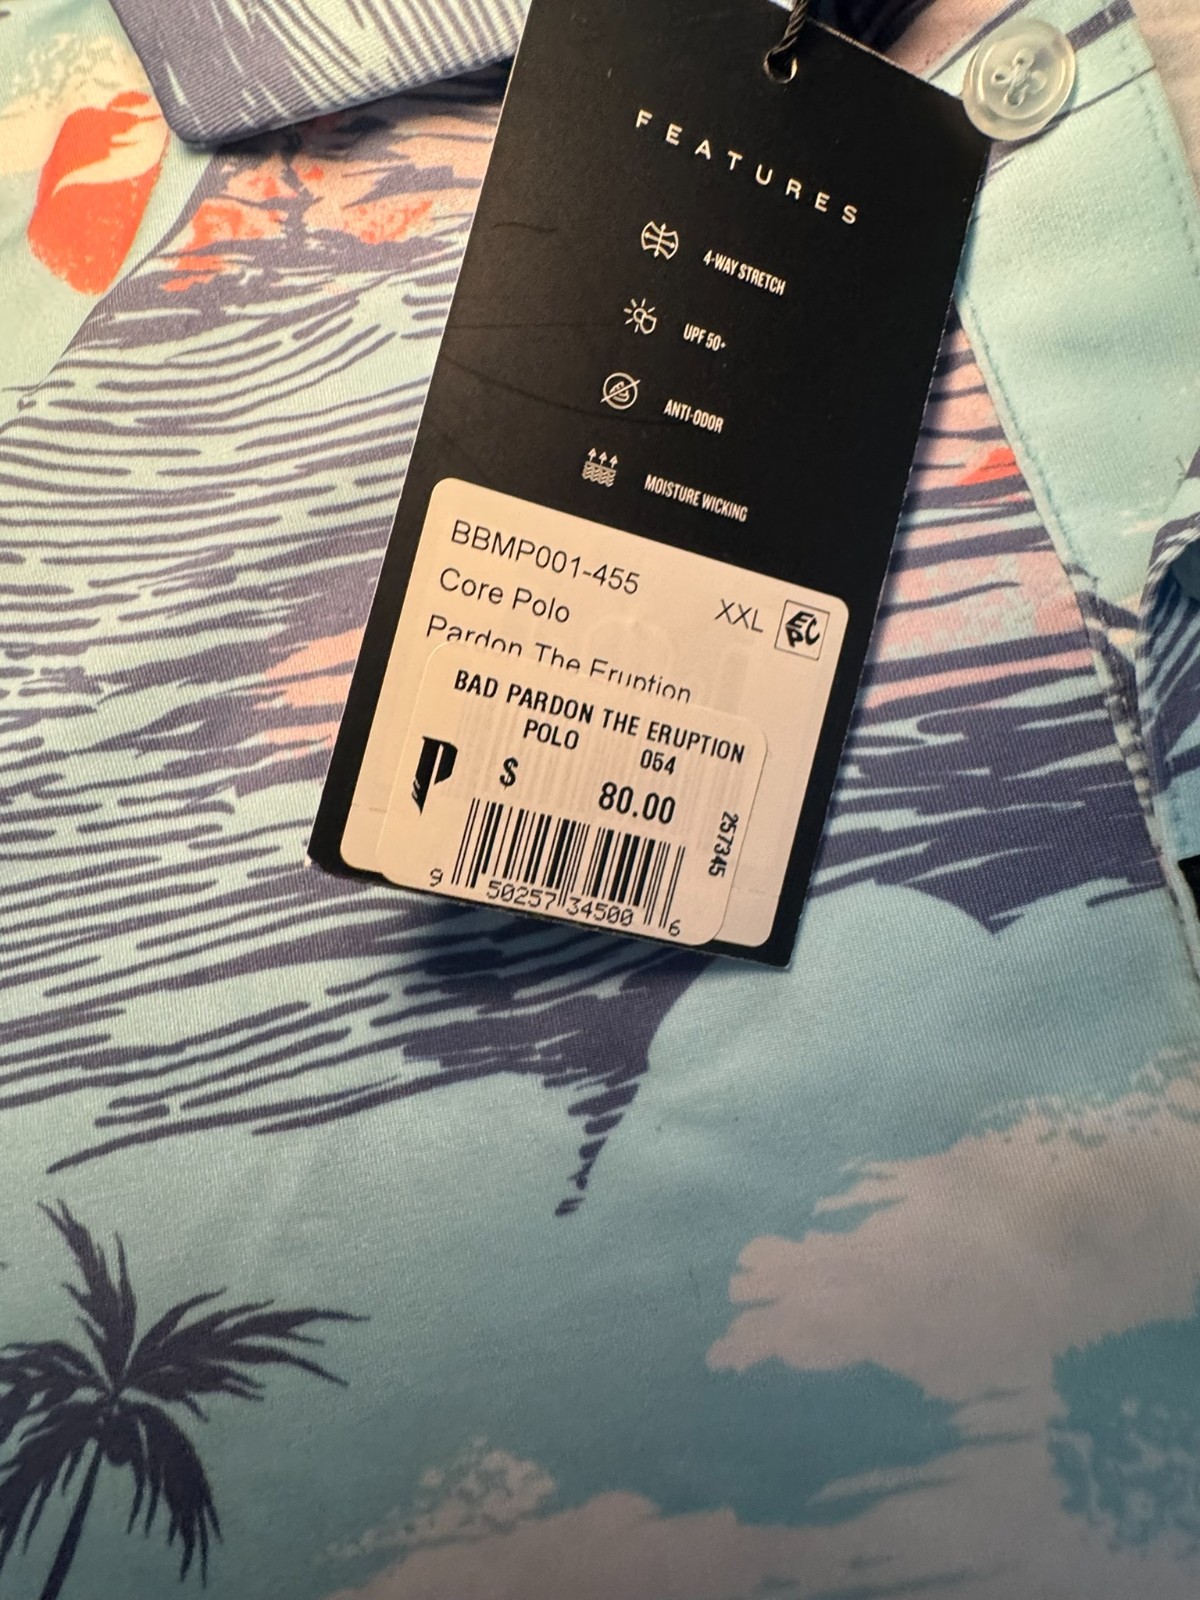 FEATURES
4-WAY STRETCH
UPF 50+
ANTI-ODOR
MOISTURE WICKING
BBMP001-455
Core Polo
XXL
Pardon The Eruption
BAD PARDON THE ERUPTION
POLO 054
$ 80.00
257345
9 50257 34500 6